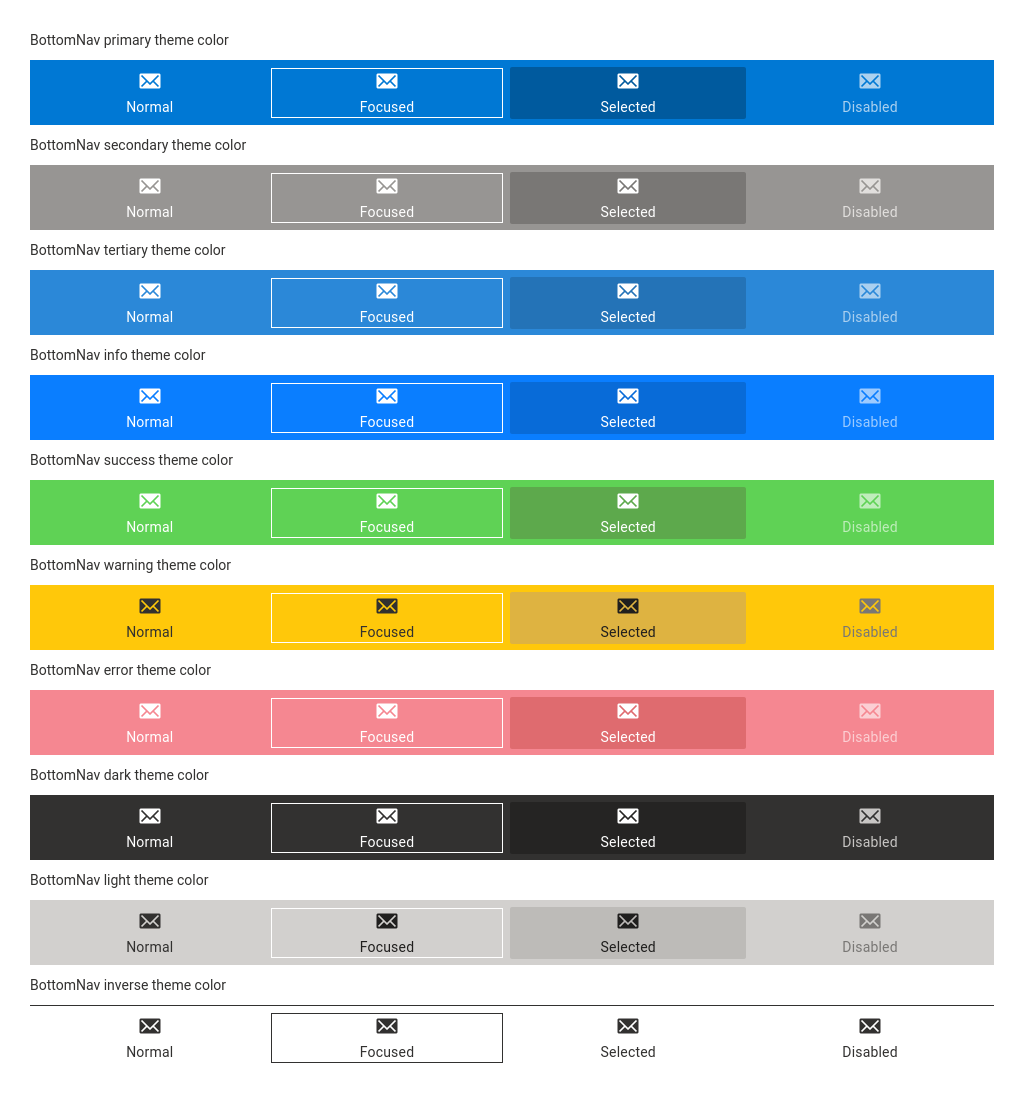 BottomNav primary theme color
Normal Focused Selected Disabled
BottomNav secondary theme color
Normal Focused Selected Disabled
BottomNav tertiary theme color
Normal Focused Selected Disabled
BottomNav info theme color
Normal Focused Selected Disabled
BottomNav success theme color
Normal Focused Selected Disabled
BottomNav warning theme color
Normal Focused Selected Disabled
BottomNav error theme color
Normal Focused Selected Disabled
BottomNav dark theme color
Normal Focused Selected Disabled
BottomNav light theme color
Normal Focused Selected Disabled
BottomNav inverse theme color
Normal Focused Selected Disabled